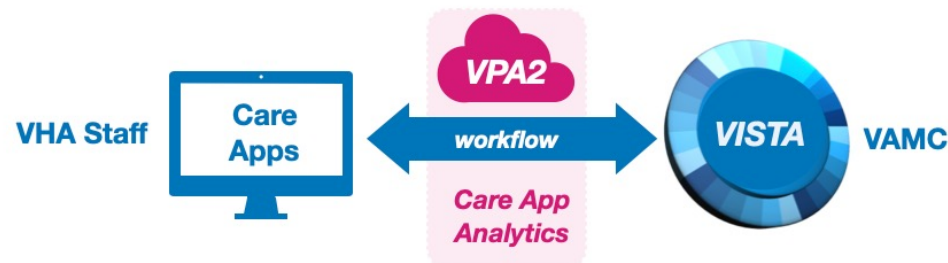 VHA Staff
Care
Apps
VPA2
workflow
Care App
Analytics
VISTA
VAMC